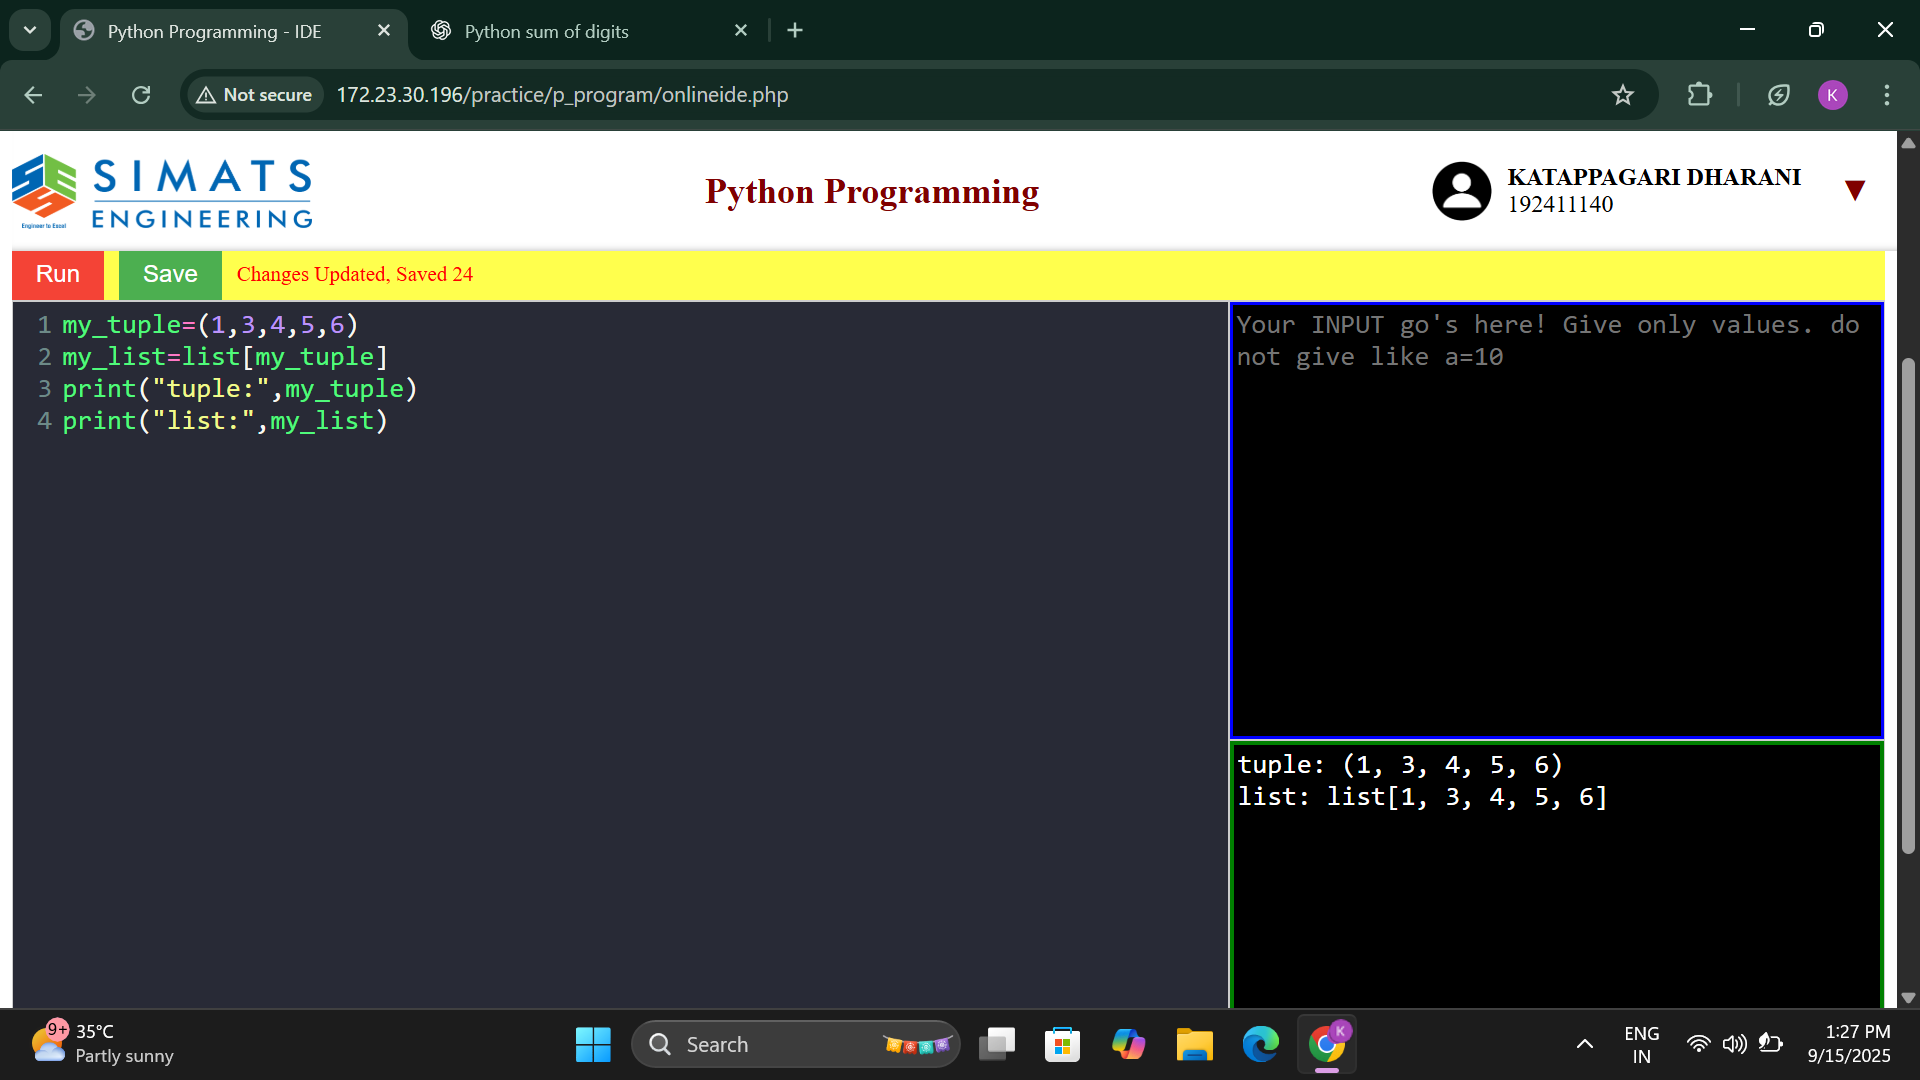 Python Programming - IDE
Python sum of digits
Not secure
172.23.30.196/practice/p_program/onlineide.php
K
SIMATS
ENGINEERING
Engineer to Excel
Python Programming
KATAPPAGARI DHARANI
192411140
Run
Save
Changes Updated, Saved 24
1 my_tuple=(1,3,4,5,6)
2 my_list=list[my_tuple]
3 print("tuple:",my_tuple)
4 print("list:",my_list)
Your INPUT go's here! Give only values. do
not give like a=10
tuple: (1, 3, 4, 5, 6)
list: list[1, 3, 4, 5, 6]
9+
35°C
Partly sunny
Search
K
ENG
IN
1:27 PM
9/15/2025